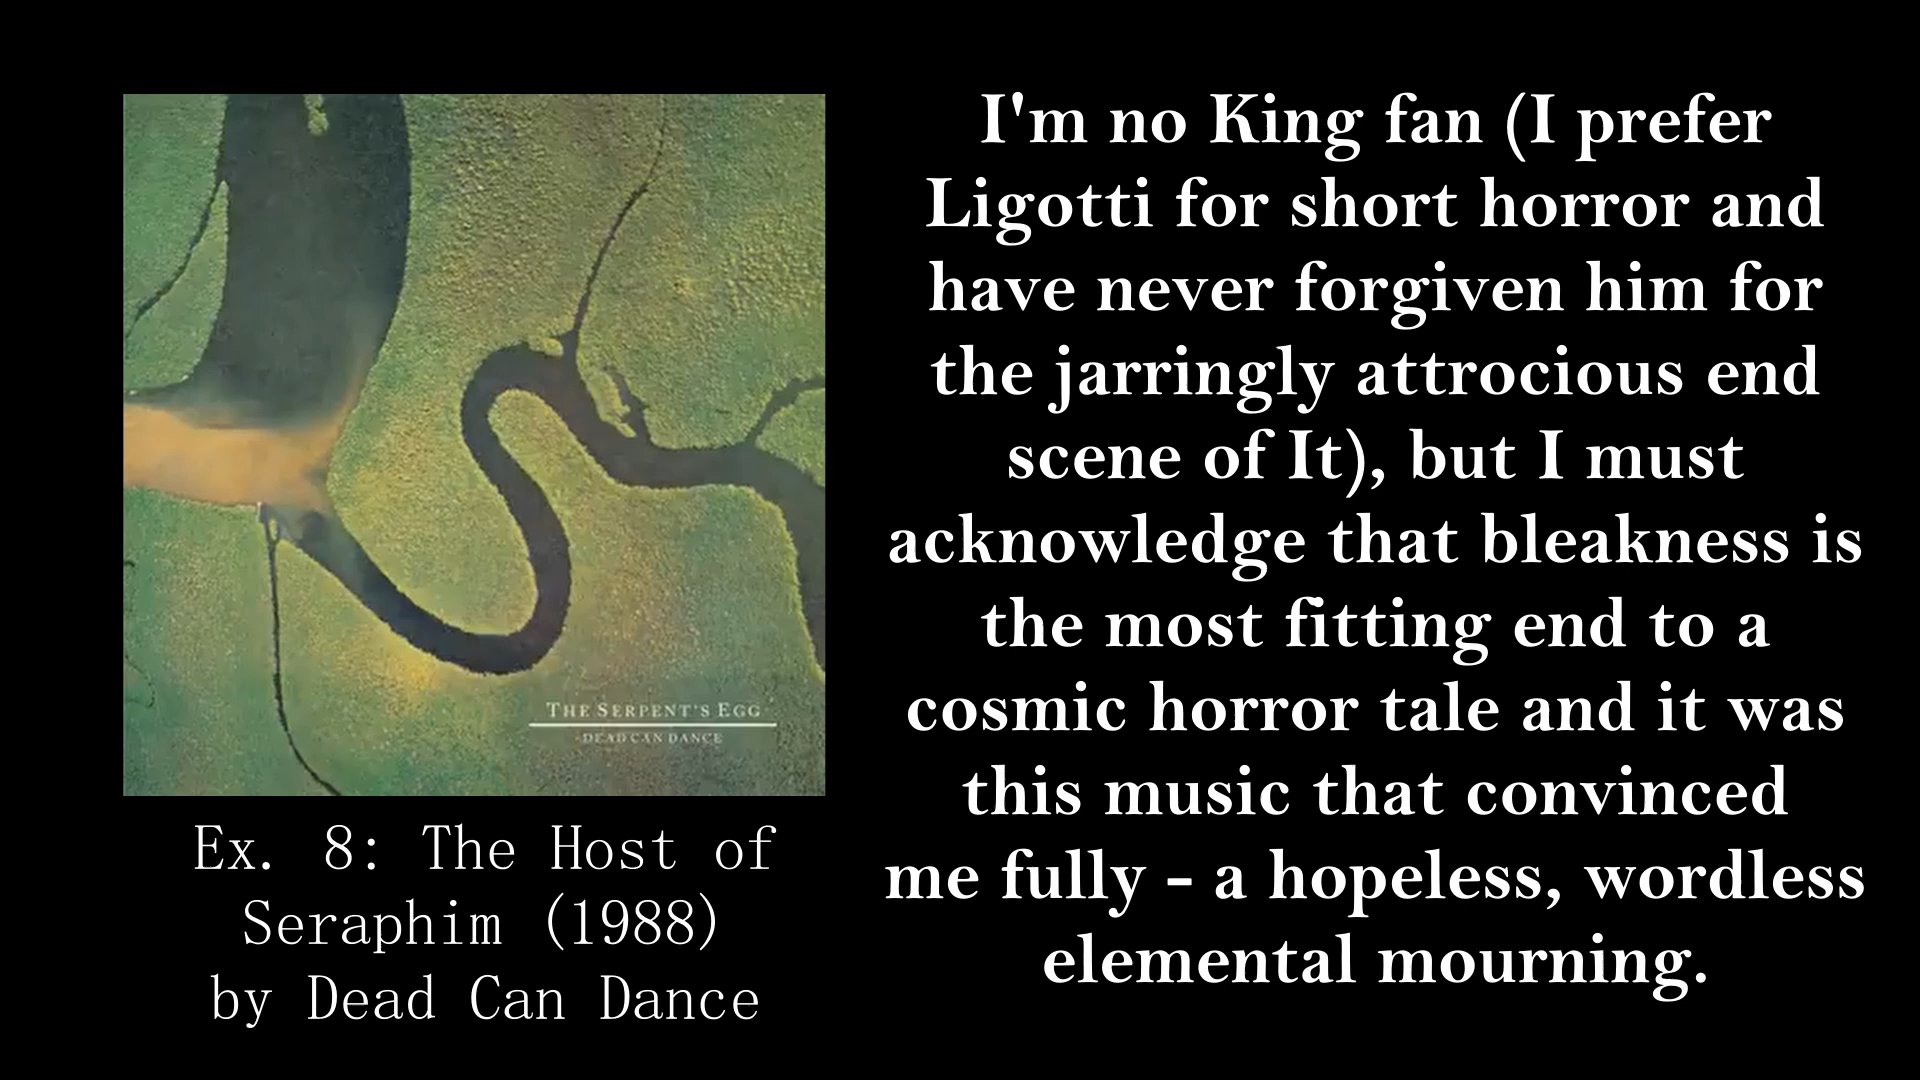 THE SERPENT'S EGG
DEAD CAN DANCE
Ex. 8: The Host of
Seraphim (1988)
by Dead Can Dance
I'm no King fan (I prefer
Ligotti for short horror and
have never forgiven him for
the jarringly attrocious end
scene of It), but I must
acknowledge that bleakness is
the most fitting end to a
cosmic horror tale and it was
this music that convinced
me fully - a hopeless, wordless
elemental mourning.